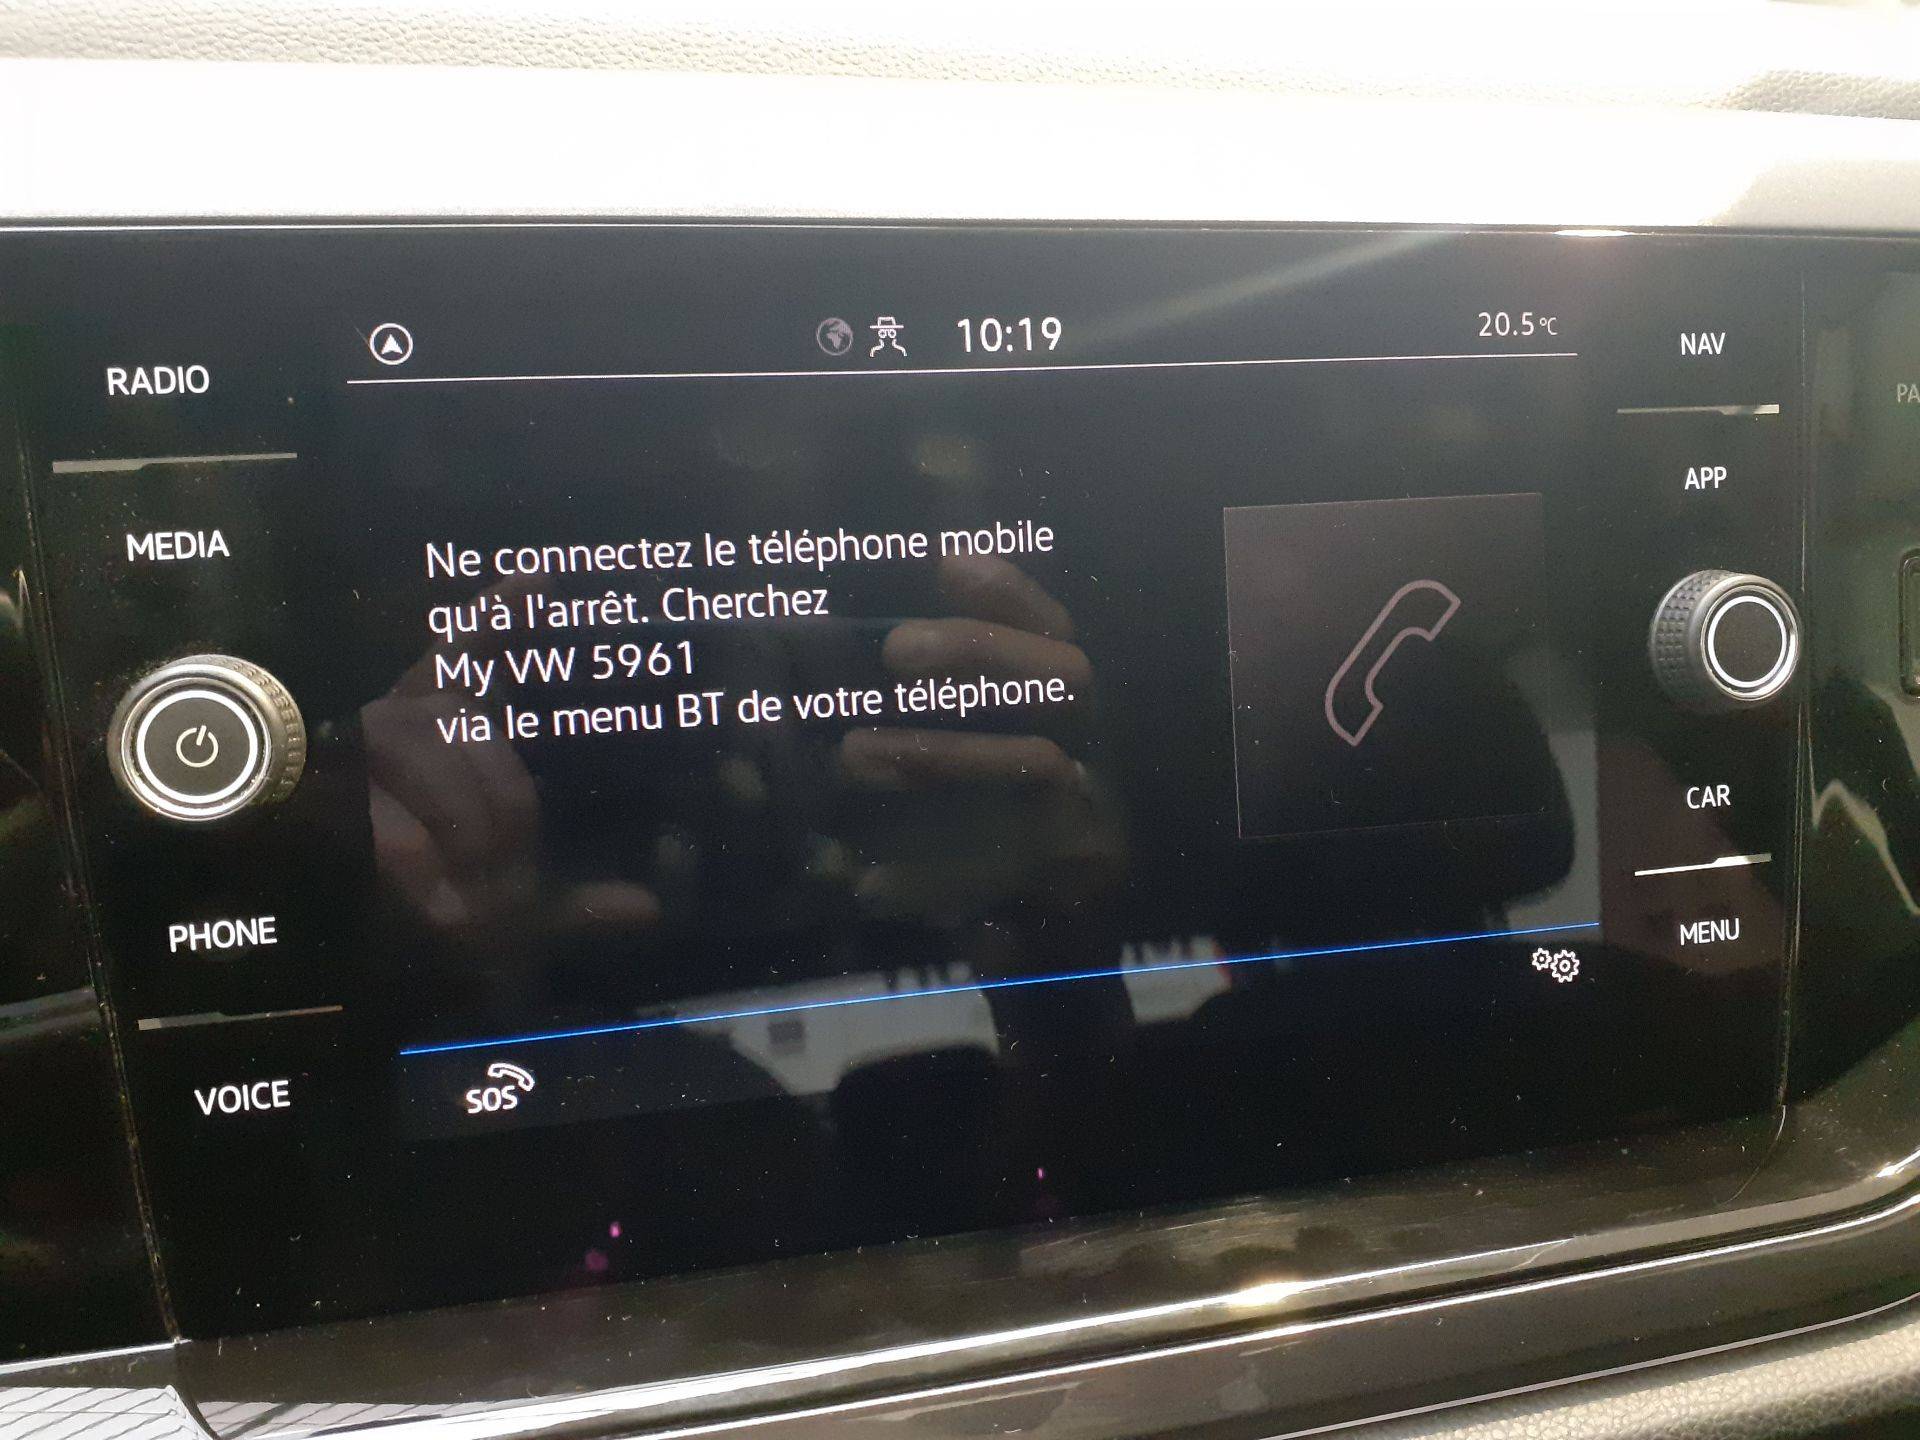 10:19
20.5°C
RADIO
MEDIA
PHONE
VOICE
Ne connectez le téléphone mobile
qu'à l'arrêt. Cherchez
My VW 5961
via le menu BT de votre téléphone.
SOS
NAV
APP
CAR
MENU
PA